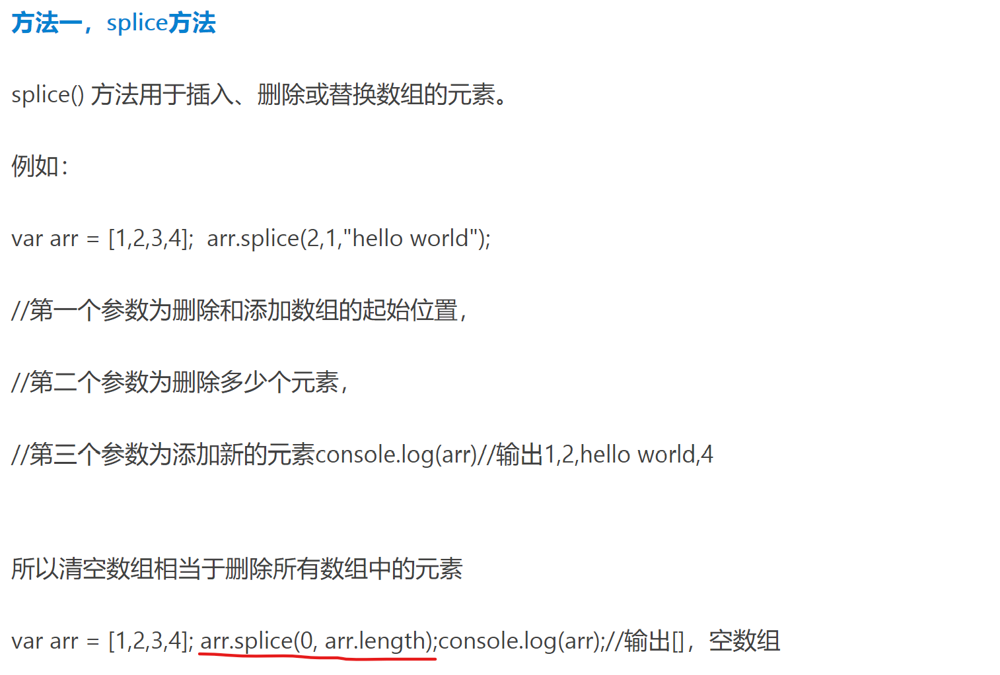 方法一，splice方法
splice() 方法用于插入、删除或替换数组的元素。
例如：
var arr = [1,2,3,4];  arr.splice(2,1,"hello world");
//第一个参数为删除和添加数组的起始位置，
//第二个参数为删除多少个元素，
//第三个参数为添加新的元素console.log(arr)//输出1,2,hello world,4
所以清空数组相当于删除所有数组中的元素
var arr = [1,2,3,4]; arr.splice(0, arr.length);console.log(arr);//输出[]，空数组